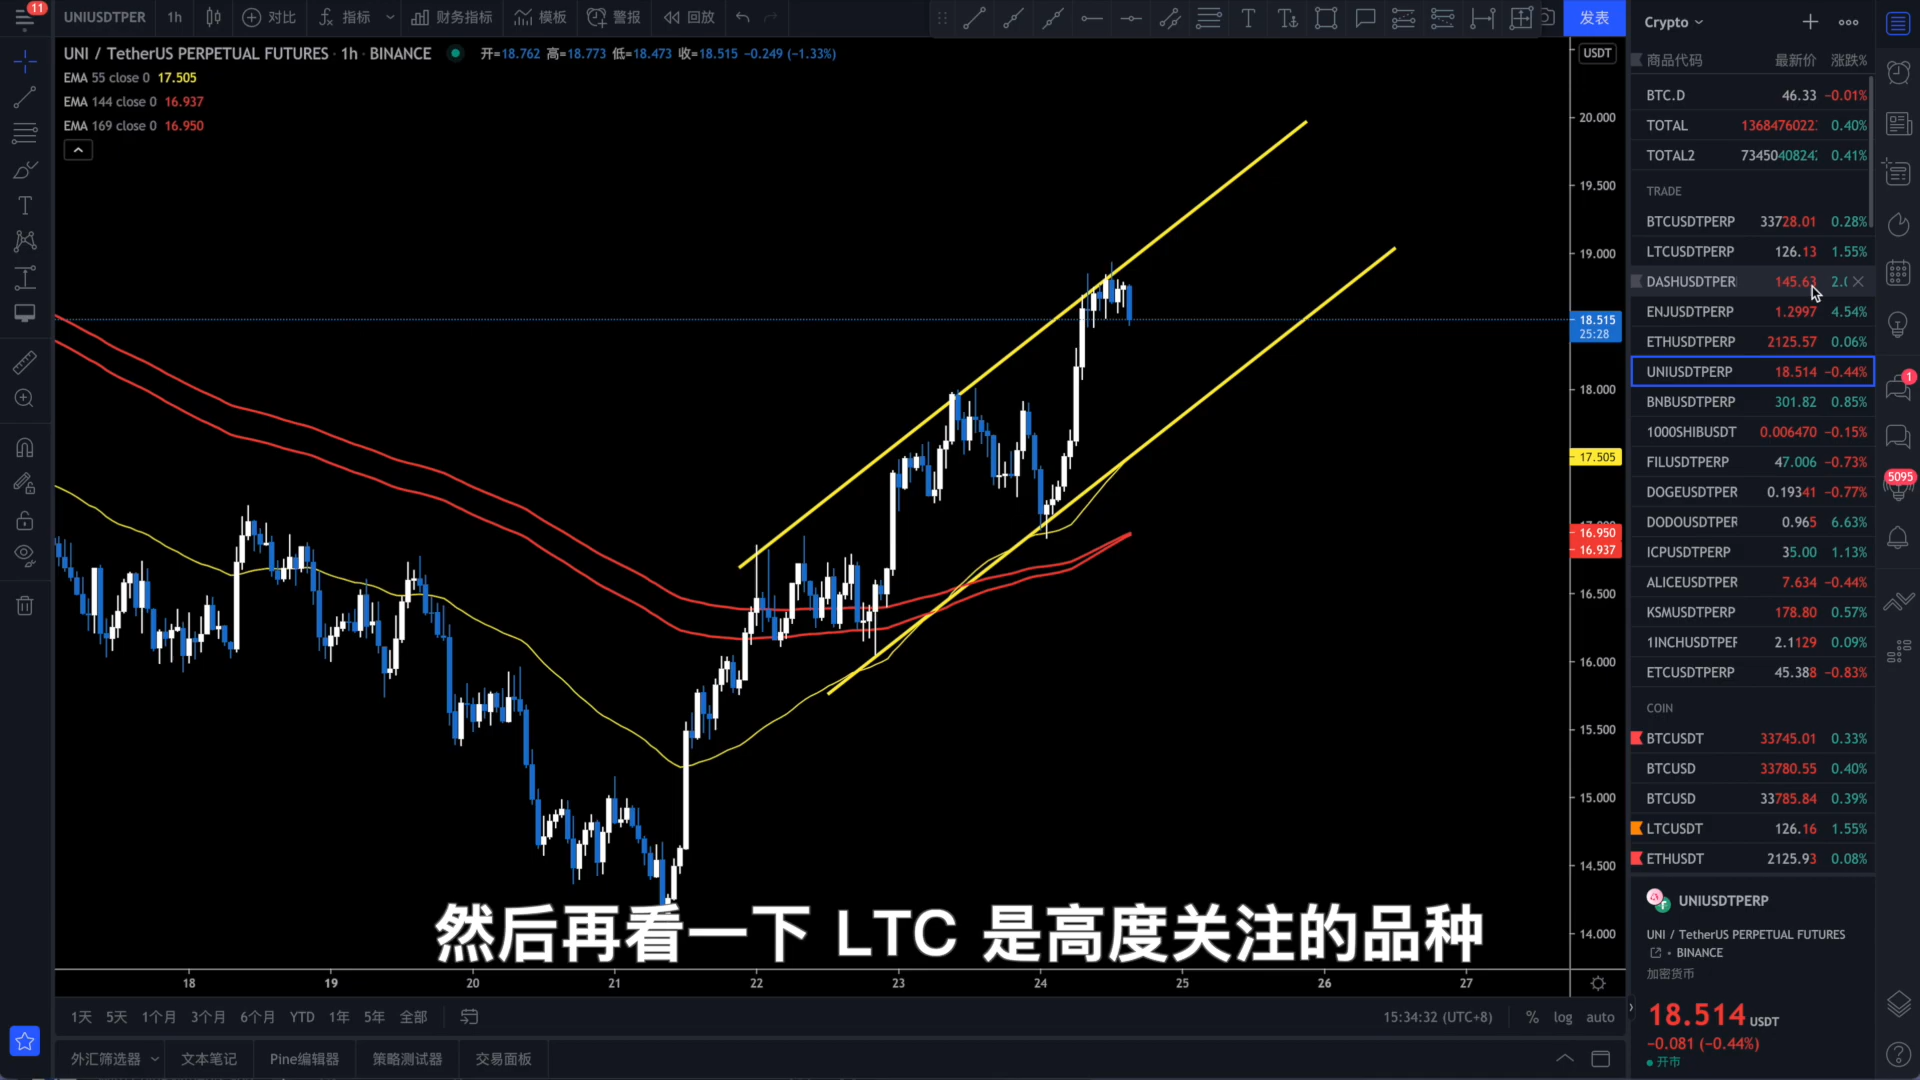 11
UNIUSDTPER 1h 对比 指标 财务指标 模板 警报 回放 发表
UNI / TetherUS PERPETUAL FUTURES · 1h · BINANCE 开=18.762 高=18.773 低=18.473 收=18.515 -0.249 (-1.33%)
EMA 55 close 0 17.505
EMA 144 close 0 16.937
EMA 169 close 0 16.950
USDT
20.000
19.500
19.000
18.515
25:28
18.000
17.505
16.950
16.937
16.500
16.000
15.500
15.000
14.500
14.000
然后再看一下 LTC 是高度关注的品种
18 19 20 21 22 23 24 25 26 27
1天 5天 1个月 3个月 6个月 YTD 1年 5年 全部 15:34:32 (UTC+8) % log auto
外汇筛选器 文本笔记 Pine编辑器 策略测试器 交易面板
Crypto
商品代码 最新价 涨跌%
BTC.D 46.33 -0.01%
TOTAL 1368476022 0.40%
TOTAL2 73450408242 0.41%
TRADE
BTCUSDTPERP 33728.01 0.28%
LTCUSDTPERP 126.13 1.55%
DASHUSDTPER 145.63 2.0
ENJUSDTPERP 1.2997 4.54%
ETHUSDTPERP 2125.57 0.06%
UNIUSDTPERP 18.514 -0.44%
BNBUSDTPERP 301.82 0.85%
1000SHIBUSDT 0.006470 -0.15%
FILUSDTPERP 47.006 -0.73%
DOGEUSDTPER 0.19341 -0.77%
DODOUSDTPER 0.965 6.63%
ICPUSDTPERP 35.00 1.13%
ALICEUSDTPER 7.634 -0.44%
KSMUSDTPERP 178.80 0.57%
1INCHUSDTPEF 2.1129 0.09%
ETCUSDTPERP 45.388 -0.83%
COIN
BTCUSDT 33745.01 0.33%
BTCUSD 33780.55 0.40%
BTCUSD 33785.84 0.39%
LTCUSDT 126.16 1.55%
ETHUSDT 2125.93 0.08%
UNIUSDTPERP
UNI / TetherUS PERPETUAL FUTURES
• BINANCE
加密货币
18.514 USDT
-0.081 (-0.44%)
开市
1
5095